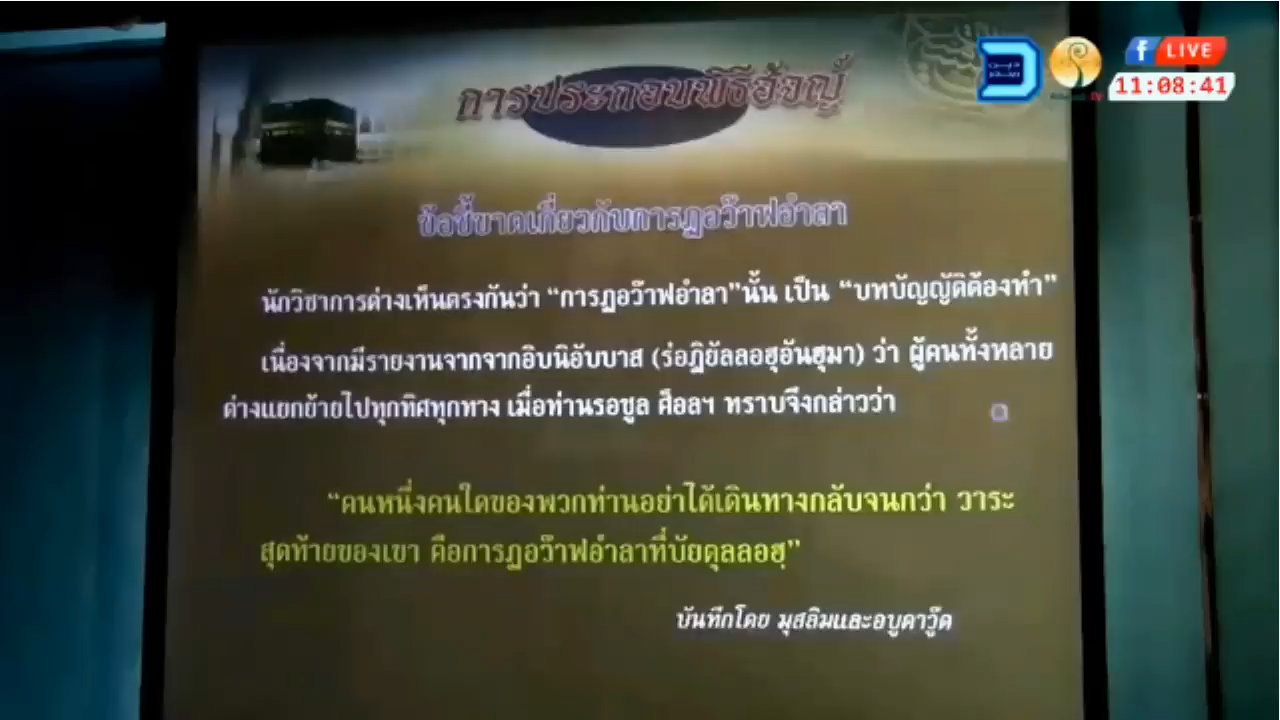 การประกอบพิธีฮัจญ์
LIVE
11:08:41
ข้อชี้ขาดเกี่ยวกับการฏอว๊าฟอำลา
นักวิชาการต่างเห็นตรงกันว่า “การฏอว๊าฟอำลา”นั้น เป็น “บทบัญญัติต้องทำ”
เนื่องจากมีรายงานจากจากอิบนิอับบาส (ร่อฎิยัลลอฮุอันฮุมา) ว่า ผู้คนทั้งหลาย
ต่างแยกย้ายไปทุกทิศทุกทาง เมื่อท่านรอซูล ศ็อลฯ ทราบจึงกล่าวว่า
“คนหนึ่งคนใดของพวกท่านอย่าได้เดินทางกลับจนกว่า วาระ
สุดท้ายของเขา คือการฏอว๊าฟอำลาที่บัยตุลลอฮฺ”
บันทึกโดย มุสลิมและอบูดาวู๊ด